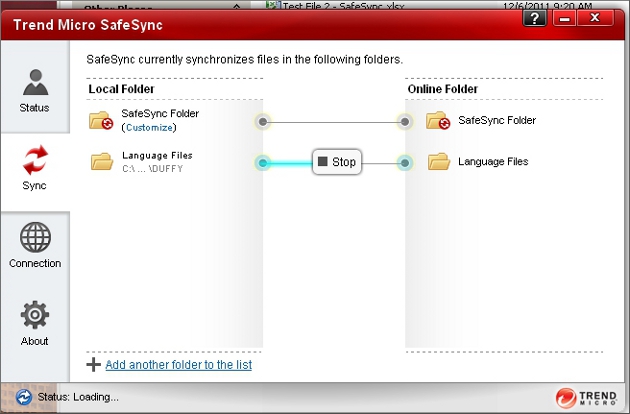 Other Places
Test File 2 - SafeSync.xlsx
12/6/2011 9:20 AM
Trend Micro SafeSync
?
X
SafeSync currently synchronizes files in the following folders.
Local Folder
Online Folder
Status
SafeSync Folder
(Customize)
SafeSync Folder
Language Files
C:\ ... \DUFFY
Stop
Language Files
Sync
Connection
About
Add another folder to the list
Status: Loading...
TREND
MICRO